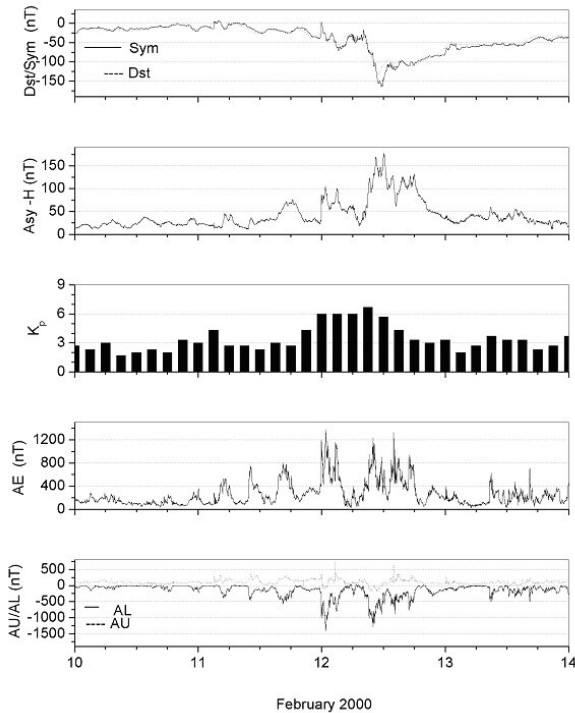 0
-50
-100
-150
Dst/Sym (nT)
Sym
Dst
150
100
50
0
Asy -H (nT)
9
6
3
0
Kp
1200
800
400
0
AE (nT)
500
0
-500
-1000
-1500
AU/AL (nT)
AL
AU
10 11 12 13 14
February 2000